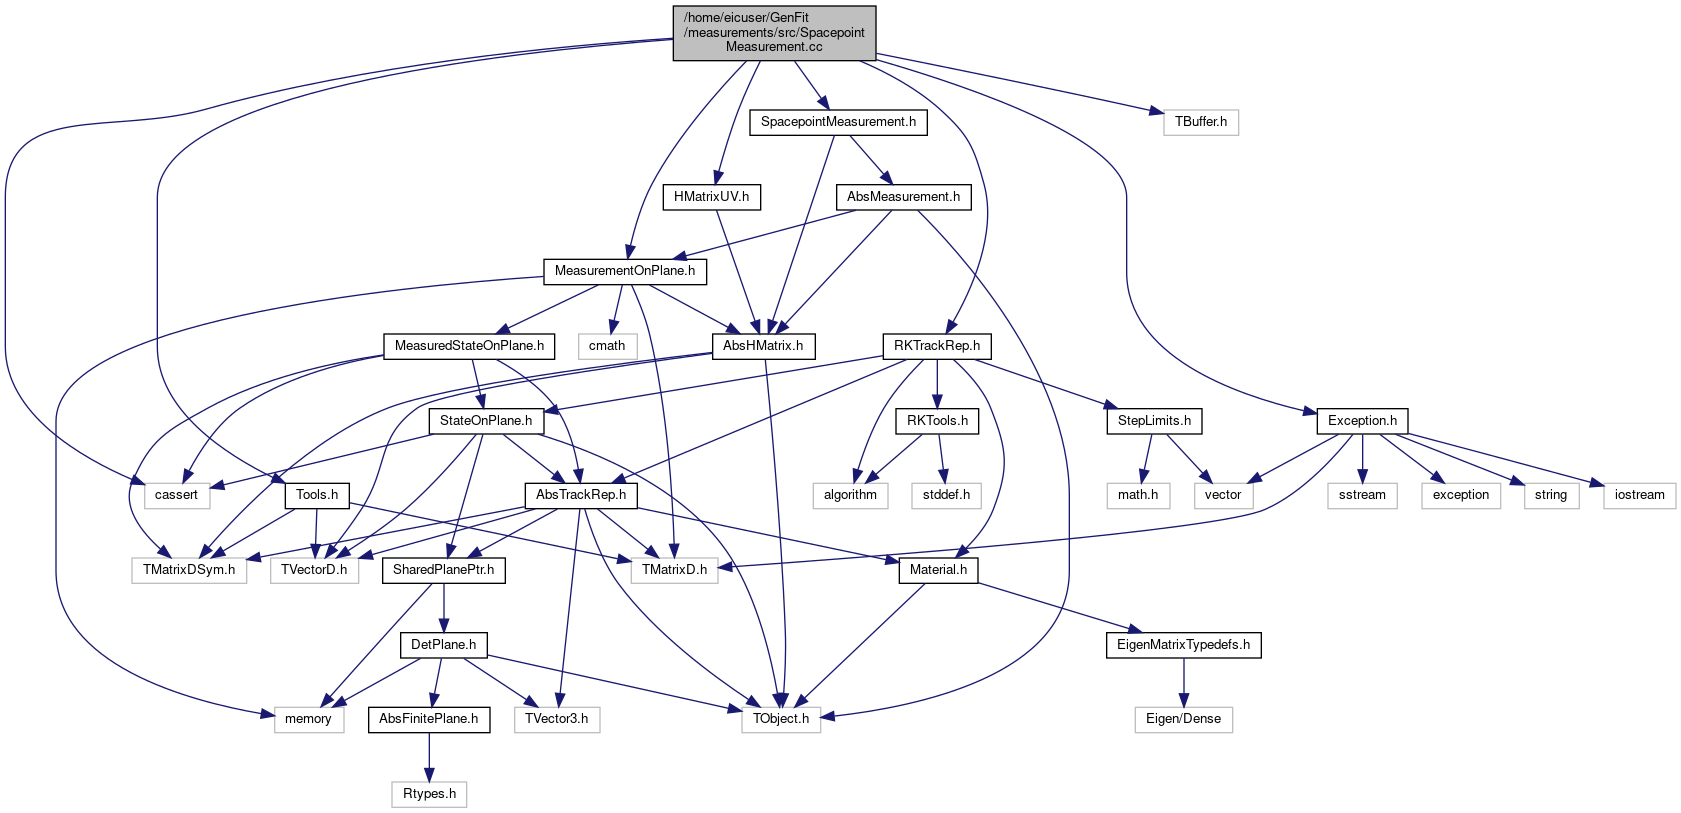 /home/eicuser/GenFit
/measurements/src/Spacepoint
Measurement.cc
TBuffer.h
SpacepointMeasurement.h
HMatrixUV.h
AbsMeasurement.h
MeasurementOnPlane.h
MeasuredStateOnPlane.h
cmath
AbsHMatrix.h
RKTrackRep.h
StateOnPlane.h
RKTools.h
StepLimits.h
Exception.h
cassert
Tools.h
AbsTrackRep.h
algorithm
stddef.h
math.h
vector
sstream
exception
string
iostream
TMatrixDSym.h
TVectorD.h
SharedPlanePtr.h
TMatrixD.h
Material.h
DetPlane.h
EigenMatrixTypedefs.h
memory
AbsFinitePlane.h
TVector3.h
TObject.h
Eigen/Dense
Rtypes.h